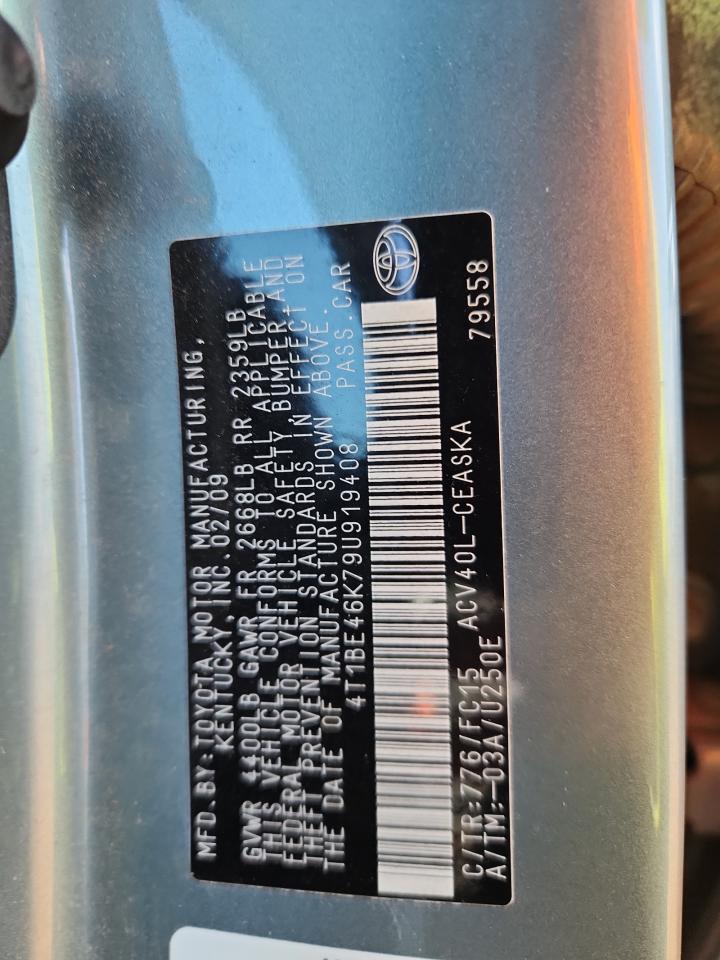 MFD.BY:TOYOTA MOTOR MANUFACTURING,
KENTUCKY, INC.02/09
GVWR 4400LB GAWR FR 2668LB RR 2359LB
THIS VEHICLE CONFORMS TO ALL APPLICABLE
FEDERAL MOTOR VEHICLE SAFETY, BUMPER,AND
THEFT PREVENTION STANDARDS IN EFFECT ON
THE DATE OF MANUFACTURE SHOWN ABOVE.
4T1BE46K79U919408 PASS.CAR
C/TR:776/FC15 ACV40L-CEASKA 79558
A/TM:-03A/U250E